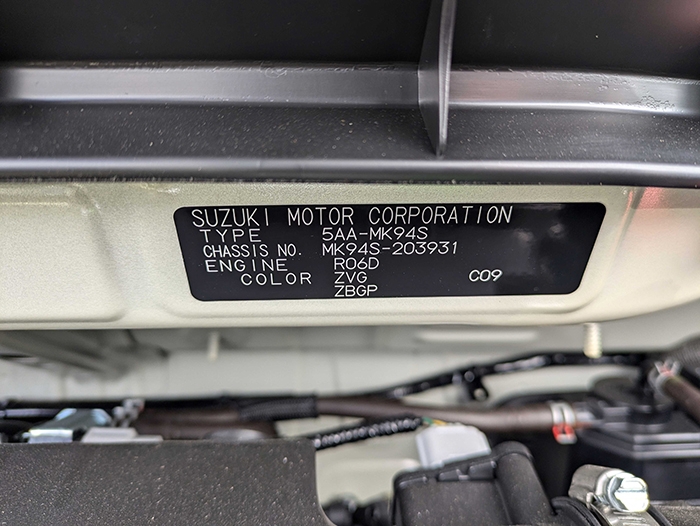 SUZUKI MOTOR CORPORATION
TYPE 5AA-MK94S
CHASSIS NO. MK94S-203931
ENGINE R06D
COLOR ZVG C09
ZBGP